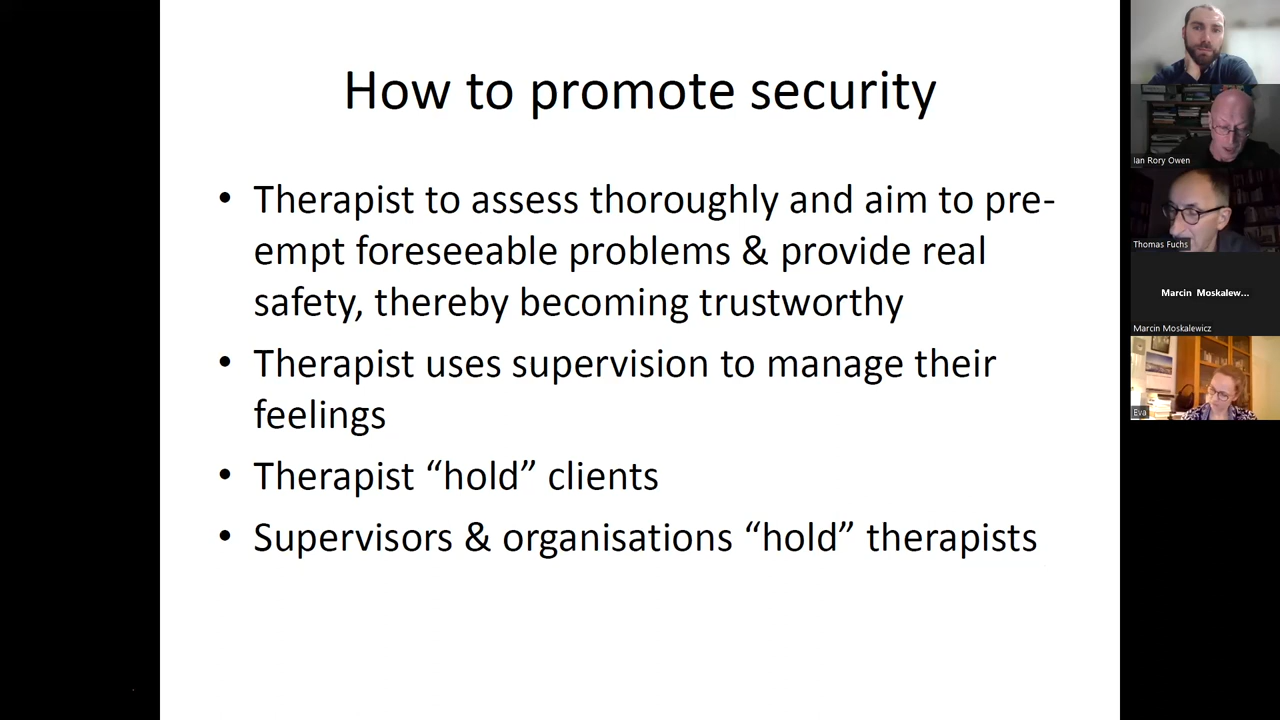 How to promote security
• Therapist to assess thoroughly and aim to pre-
empt foreseeable problems & provide real
safety, thereby becoming trustworthy
• Therapist uses supervision to manage their
feelings
• Therapist “hold” clients
• Supervisors & organisations “hold” therapists
Ian Rory Owen
Thomas Fuchs
Marcin Moskalew...
Marcin Moskalewicz
Eva